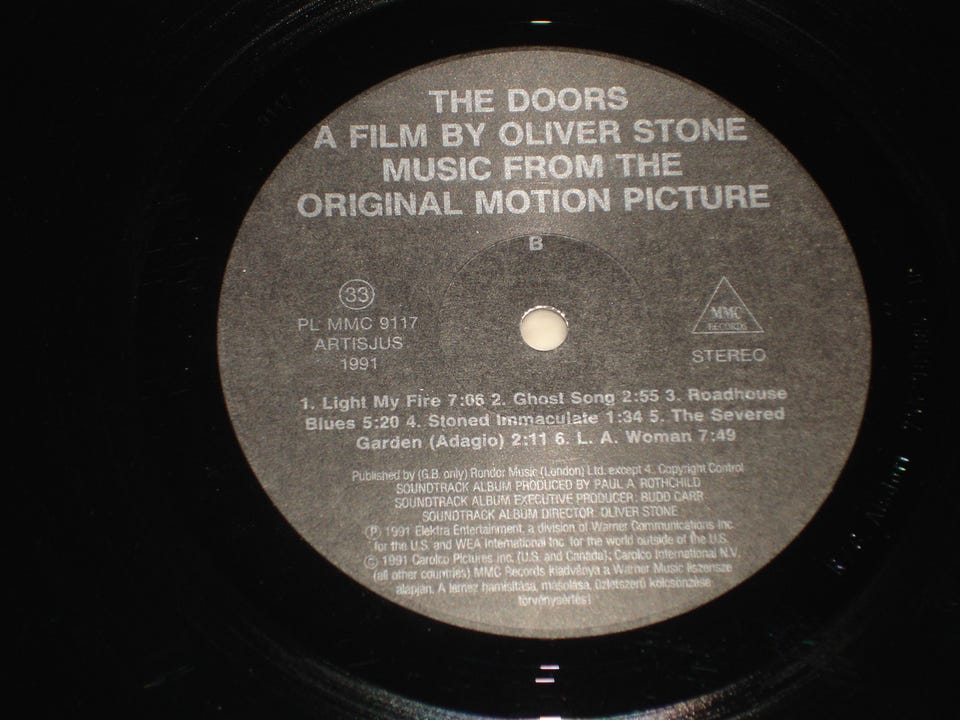 THE DOORS
A FILM BY OLIVER STONE
MUSIC FROM THE
ORIGINAL MOTION PICTURE
B
33
PL MMC 9117
ARTISJUS
1991
MMC
RECORDS
STEREO
1. Light My Fire 7:06 2. Ghost Song 2:55 3. Roadhouse
Blues 5:20 4. Stoned Immaculate 1:34 5. The Severed
Garden (Adagio) 2:11 6. L. A. Woman 7:49
Published by (G.B. only) Rondor Music (London) Ltd. except 4. Copyright Control
SOUNDTRACK ALBUM PRODUCED BY PAUL A. ROTHCHILD
SOUNDTRACK ALBUM EXECUTIVE PRODUCER: BUDD CARR
SOUNDTRACK ALBUM DIRECTOR: OLIVER STONE
Ⓟ 1991 Elektra Entertainment, a division of Warner Communications Inc.
for the U.S. and WEA International Inc. for the world outside of the U.S.
© 1991 Carolco Pictures Inc. (U.S. and Canada); Carolco International N.V.
(all other countries) MMC Records kiadványa a Warner Music liszensze
alapján. A lemez hamisítása, másolása, üzletszerű kölcsönzése
törvénysértés!